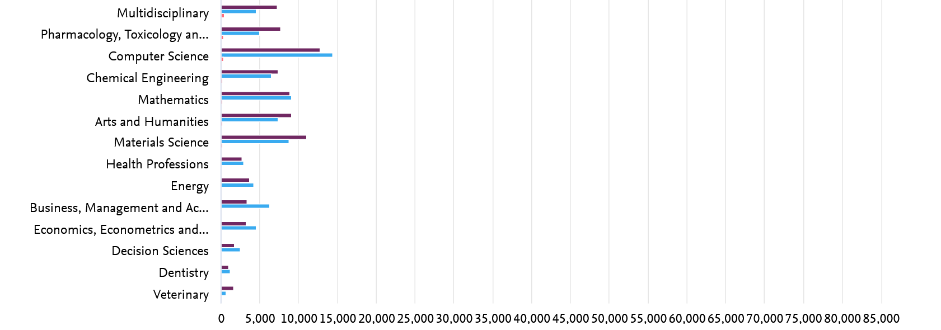 Multidisciplinary
Pharmacology, Toxicology an...
Computer Science
Chemical Engineering
Mathematics
Arts and Humanities
Materials Science
Health Professions
Energy
Business, Management and Ac...
Economics, Econometrics and...
Decision Sciences
Dentistry
Veterinary
0 5,000 10,000 15,000 20,000 25,000 30,000 35,000 40,000 45,000 50,000 55,000 60,000 65,000 70,000 75,000 80,000 85,000